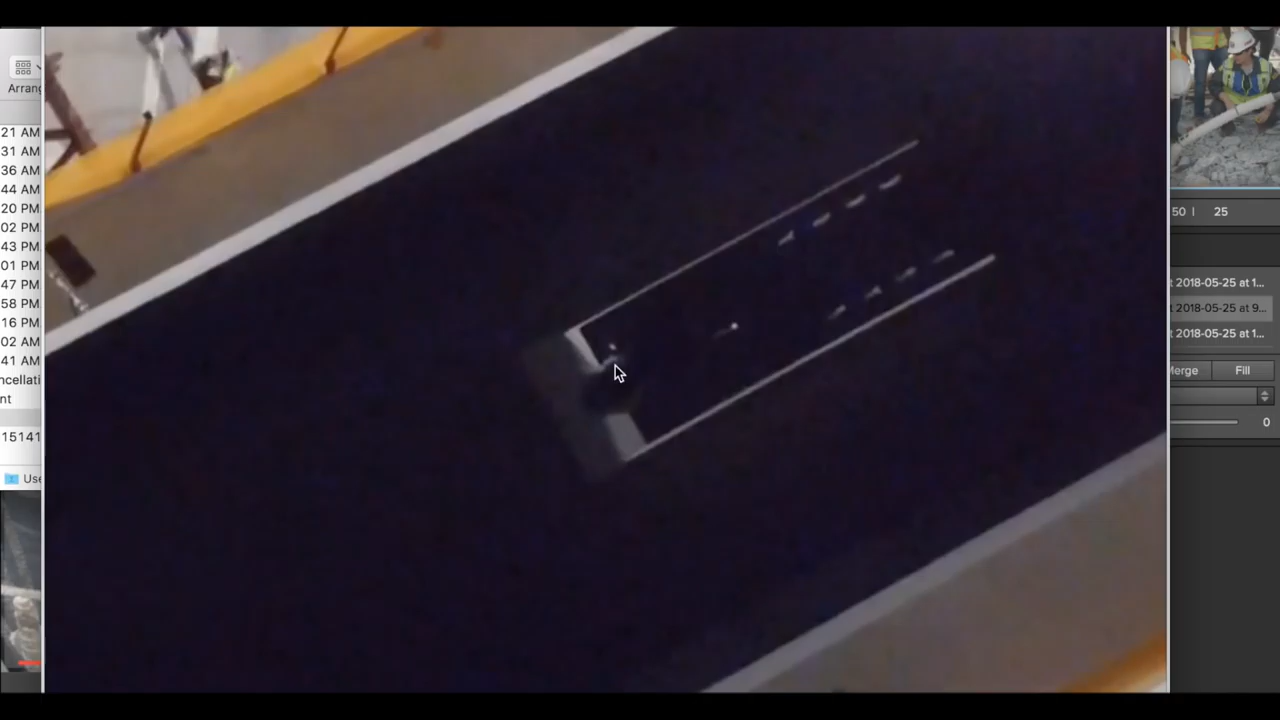 Arrang
21 AM
31 AM
36 AM
44 AM
20 PM
02 PM
43 PM
01 PM
47 PM
58 PM
16 PM
02 AM
41 AM
ncellati
nt
15141
Use
50 | 25
t 2018-05-25 at 1...
t 2018-05-25 at 9...
t 2018-05-25 at 1...
Merge Fill
0